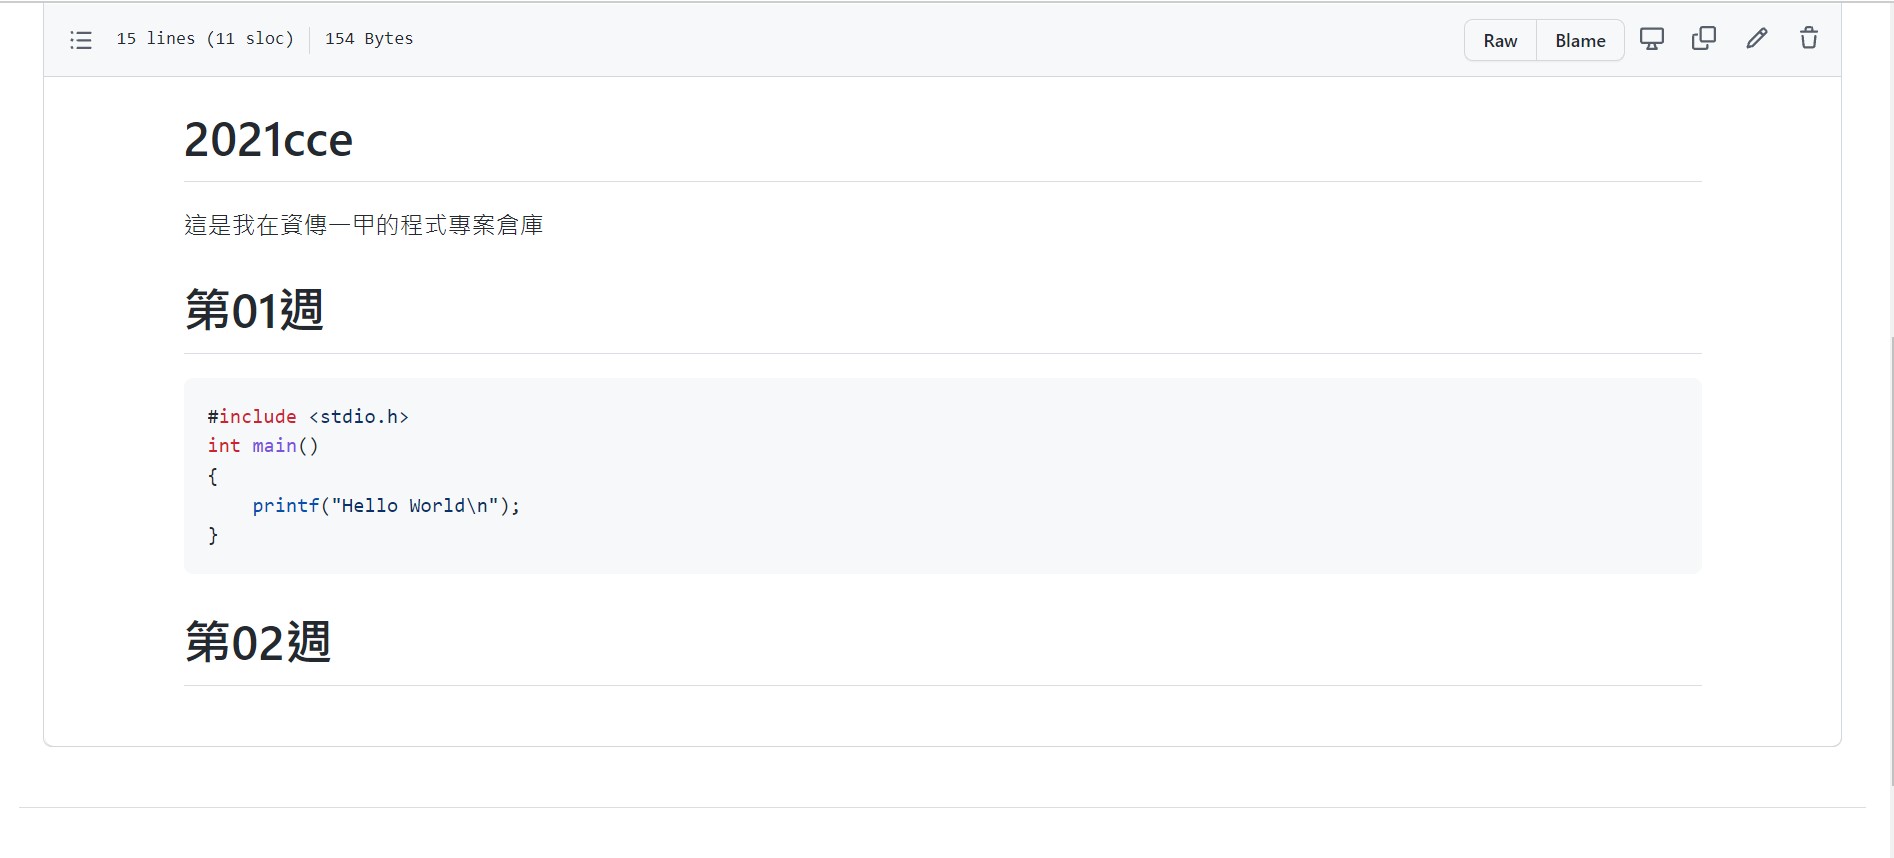 15 lines (11 sloc) 154 Bytes Raw Blame
2021cce
這是我在資傳一甲的程式專案倉庫
第01週
#include <stdio.h>
int main()
{
    printf("Hello World\n");
}
第02週